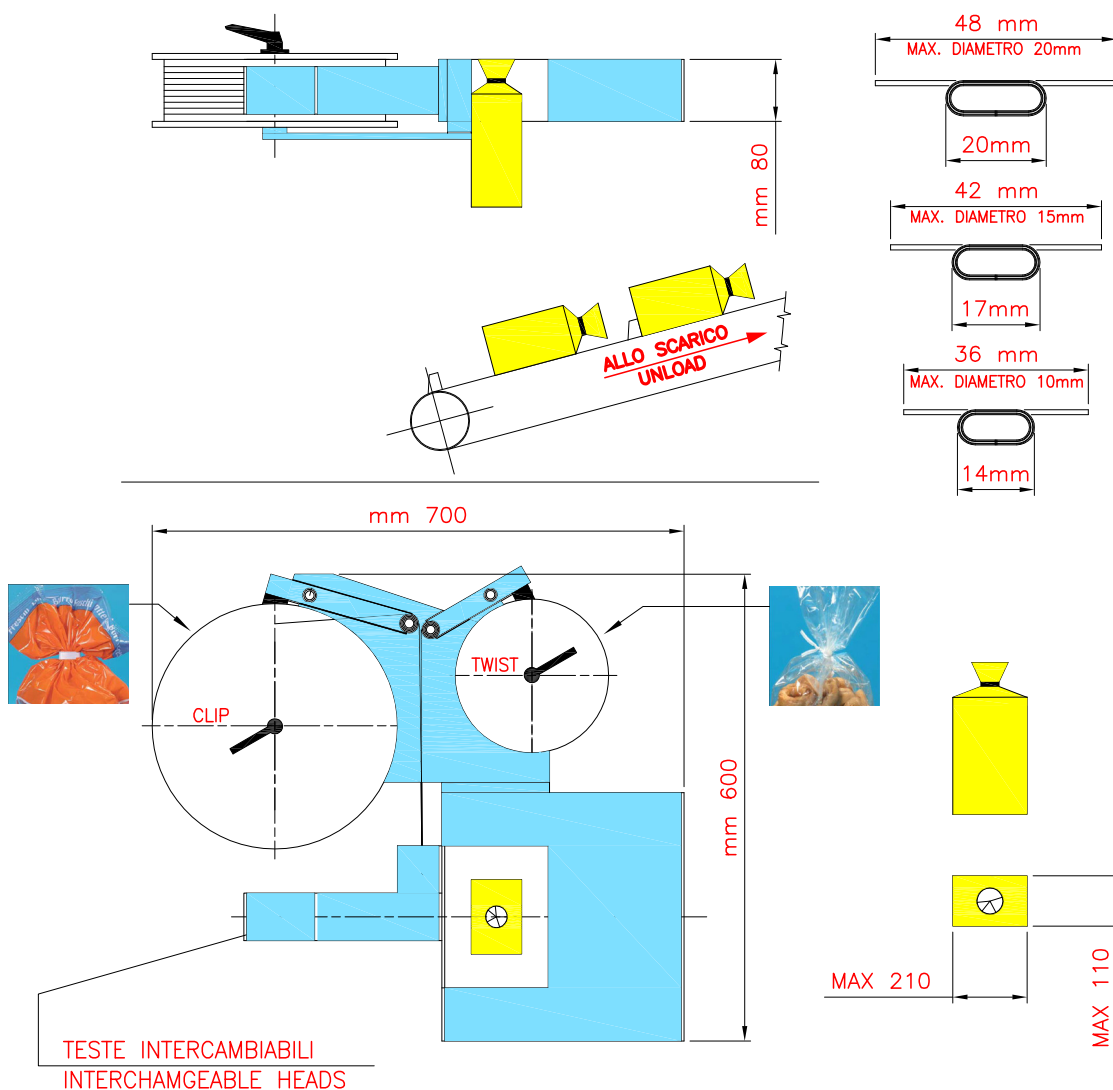 48 mm
MAX. DIAMETRO 20mm
20mm
mm 80
42 mm
MAX. DIAMETRO 15mm
17mm
ALLO SCARICO
UNLOAD
36 mm
MAX. DIAMETRO 10mm
14mm
mm 700
CLIP
TWIST
mm 600
MAX 210
MAX 110
TESTE INTERCAMBIABILI
INTERCHAMGEABLE HEADS